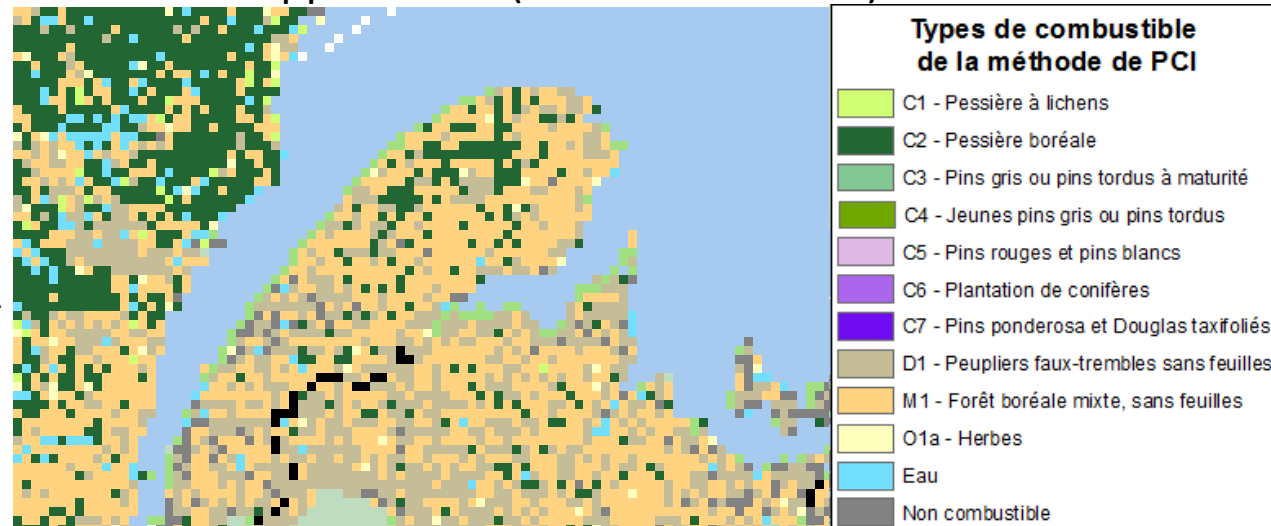 Types de combustible
de la méthode de PCI
C1 - Pessière à lichens
C2 - Pessière boréale
C3 - Pins gris ou pins tordus à maturité
C4 - Jeunes pins gris ou pins tordus
C5 - Pins rouges et pins blancs
C6 - Plantation de conifères
C7 - Pins ponderosa et Douglas taxifoliés
D1 - Peupliers faux-trembles sans feuilles
M1 - Forêt boréale mixte, sans feuilles
O1a - Herbes
Eau
Non combustible